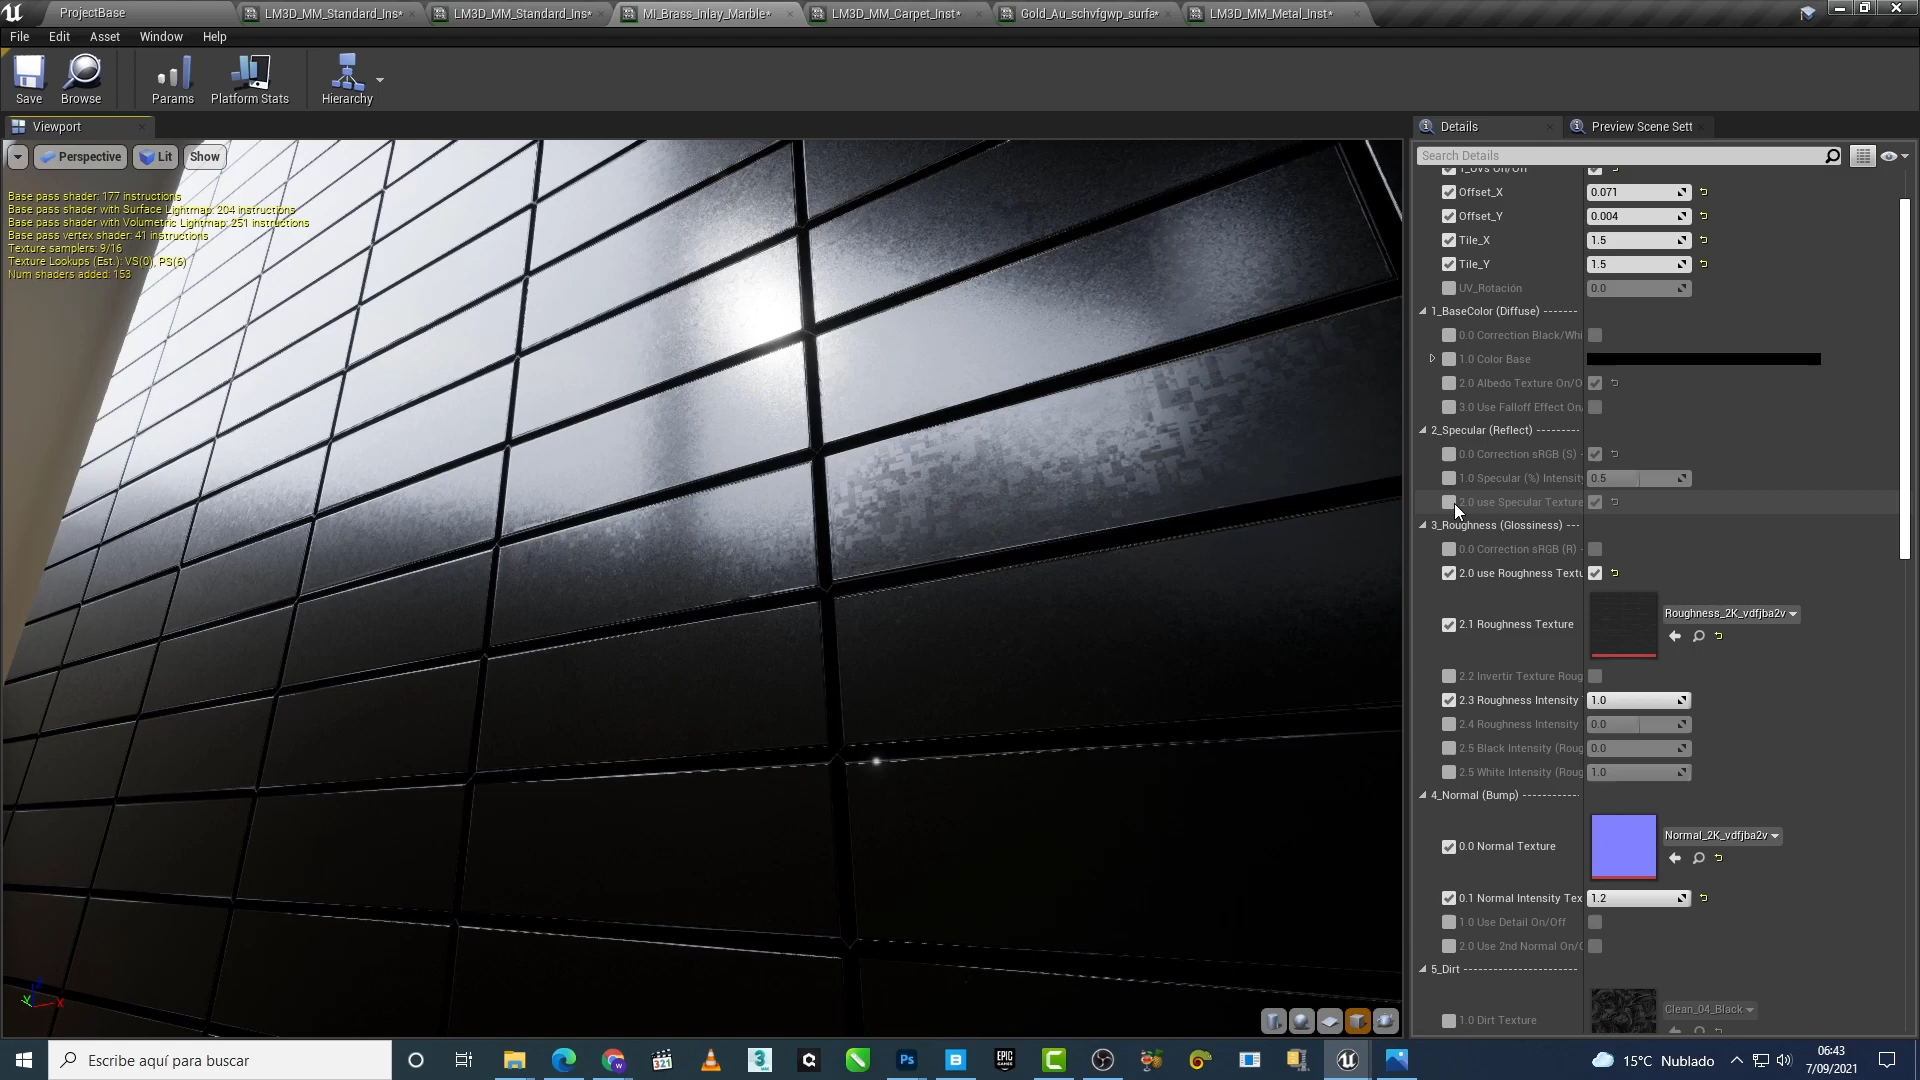 ProjectBase
LM3D_MM_Standard_Ins*
LM3D_MM_Standard_Ins*
MI_Brass_Inlay_Marble*
LM3D_MM_Carpet_Inst*
Gold_Au_schvfgwp_surfa*
LM3D_MM_Metal_Inst*
File Edit Asset Window Help
Save
Browse
Params
Platform Stats
Hierarchy
Viewport
Perspective
Lit
Show
Base pass shader: 177 instructions
Base pass shader with Surface Lightmap: 204 instructions
Base pass shader with Volumetric Lightmap: 251 instructions
Base pass vertex shader: 41 instructions
Texture samplers: 9/16
Texture Lookups (Est.): VS(0), PS(6)
Num shaders added: 153
Details
Preview Scene Sett
Search Details
1_Uvs On/Off
Offset_X 0.071
Offset_Y 0.004
Tile_X 1.5
Tile_Y 1.5
UV_Rotación 0.0
1_BaseColor (Diffuse)
0.0 Correction Black/Whi
1.0 Color Base
2.0 Albedo Texture On/O
3.0 Use Falloff Effect On/
2_Specular (Reflect)
0.0 Correction sRGB (S) -
1.0 Specular (%) Intensity 0.5
2.0 use Specular Texture
3_Roughness (Glossiness)
0.0 Correction sRGB (R) -
2.0 use Roughness Textu
2.1 Roughness Texture
Roughness_2K_vdfjba2v
2.2 Invertir Texture Roug
2.3 Roughness Intensity 1.0
2.4 Roughness Intensity 0.0
2.5 Black Intensity (Roug 0.0
2.5 White Intensity (Roug 1.0
4_Normal (Bump)
0.0 Normal Texture
Normal_2K_vdfjba2v
0.1 Normal Intensity Tex 1.2
1.0 Use Detail On/Off
2.0 Use 2nd Normal On/O
5_Dirt
1.0 Dirt Texture
Clean_04_Black
Z
Y
X
Escribe aquí para buscar
321
3
Ps
B
EPIC GAMES
C
15°C Nublado
06:43
7/09/2021